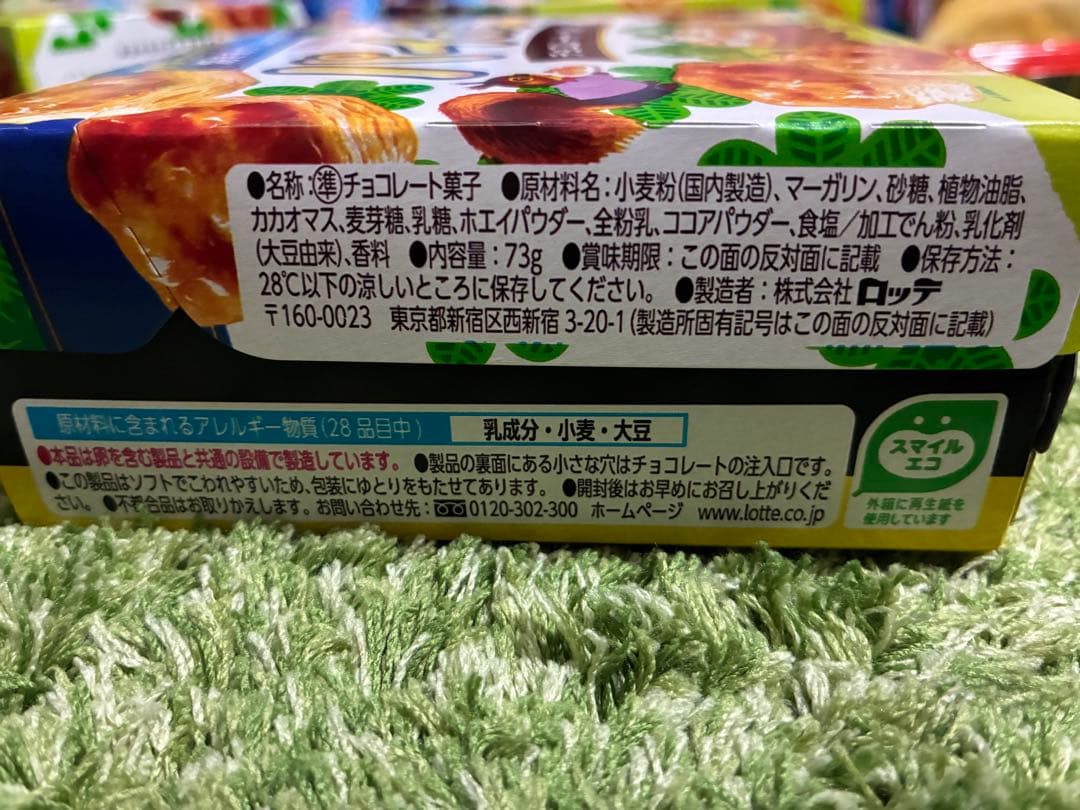 ●名称:㊜チョコレート菓子 ●原材料名:小麦粉(国内製造)、マーガリン、砂糖、植物油脂、
カカオマス、麦芽糖、乳糖、ホエイパウダー、全粉乳、ココアパウダー、食塩/加工でん粉、乳化剤
(大豆由来)、香料 ●内容量:73g ●賞味期限:この面の反対面に記載 ●保存方法:
28℃以下の涼しいところに保存してください。 ●製造者:株式会社ロッテ
〒160-0023 東京都新宿区西新宿3-20-1(製造所固有記号はこの面の反対面に記載)
原材料に含まれるアレルギー物質(28品目中) 乳成分・小麦・大豆
●本品は卵を含む製品と共通の設備で製造しています。 ●製品の裏面にある小さな穴はチョコレートの注入口です。
●この製品はソフトでこわれやすいため、包装にゆとりをもたせてあります。 ●開封後はお早めにお召し上がりくだ
さい。 ●不都合品はお取りかえします。お問い合わせ先:0120-302-300 ホームページ www.lotte.co.jp
スマイル
エコ
外箱に再生紙を
使用しています